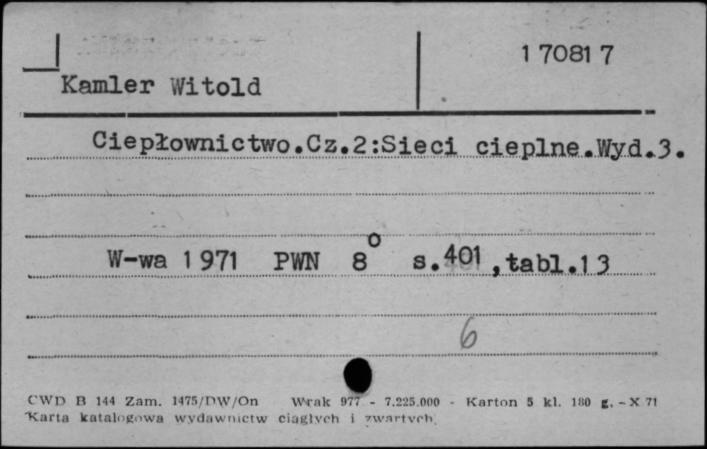 170817
Kamler Witold
Ciepłownictwo.Cz.2:Sieci cieplne.Wyd.3.
W-wa 1971 PWN 8° s.401,tabl.13
6
CWD B 144 Zam. 1475/DW/On Wrak 977 - 7.225.000 - Karton 5 kl. 180 g. - X 71
Karta katalogowa wydawnictw ciągłych i zwartych.